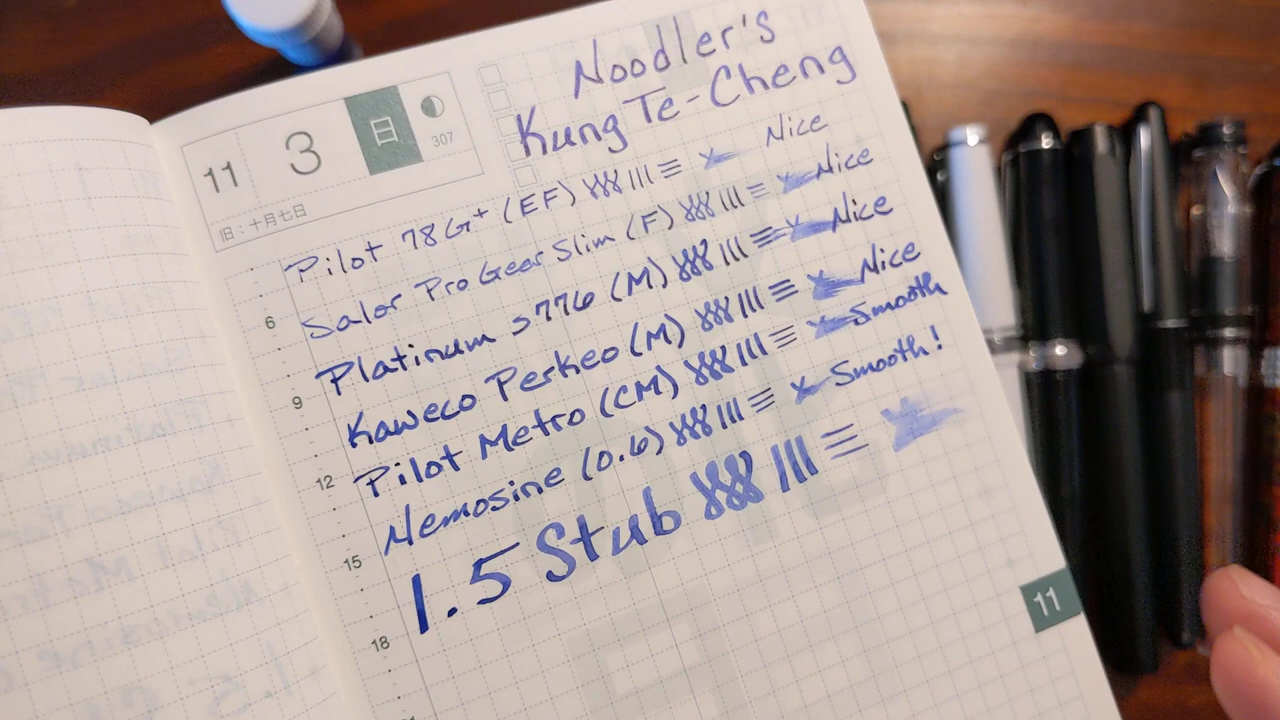 Noodler's
Kung Te-Cheng
11 3 日
307
旧：十月七日
Pilot 78G+ (EF) Nice
Sailor Pro Gear Slim (F) Nice
6
Platinum 3776 (M) Nice
Kaweco Perkeo (M) Nice
9
Pilot Metro (CM) Smooth
Nemosine (0.6) Smooth!
12
1.5 Stub
15
18
11